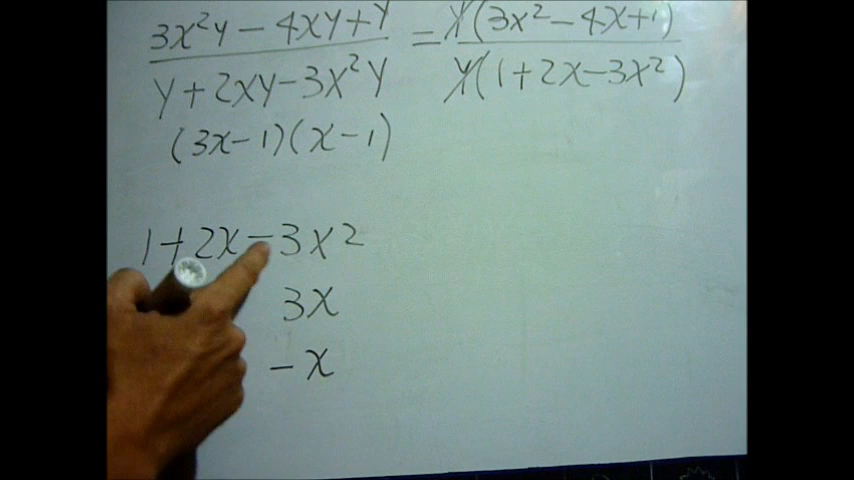 3x²y − 4xy + y / y + 2xy − 3x²y = y(3x² − 4x + 1) / y(1 + 2x − 3x²)
(3x − 1)(x − 1)
1 + 2x − 3x²
3x
− x